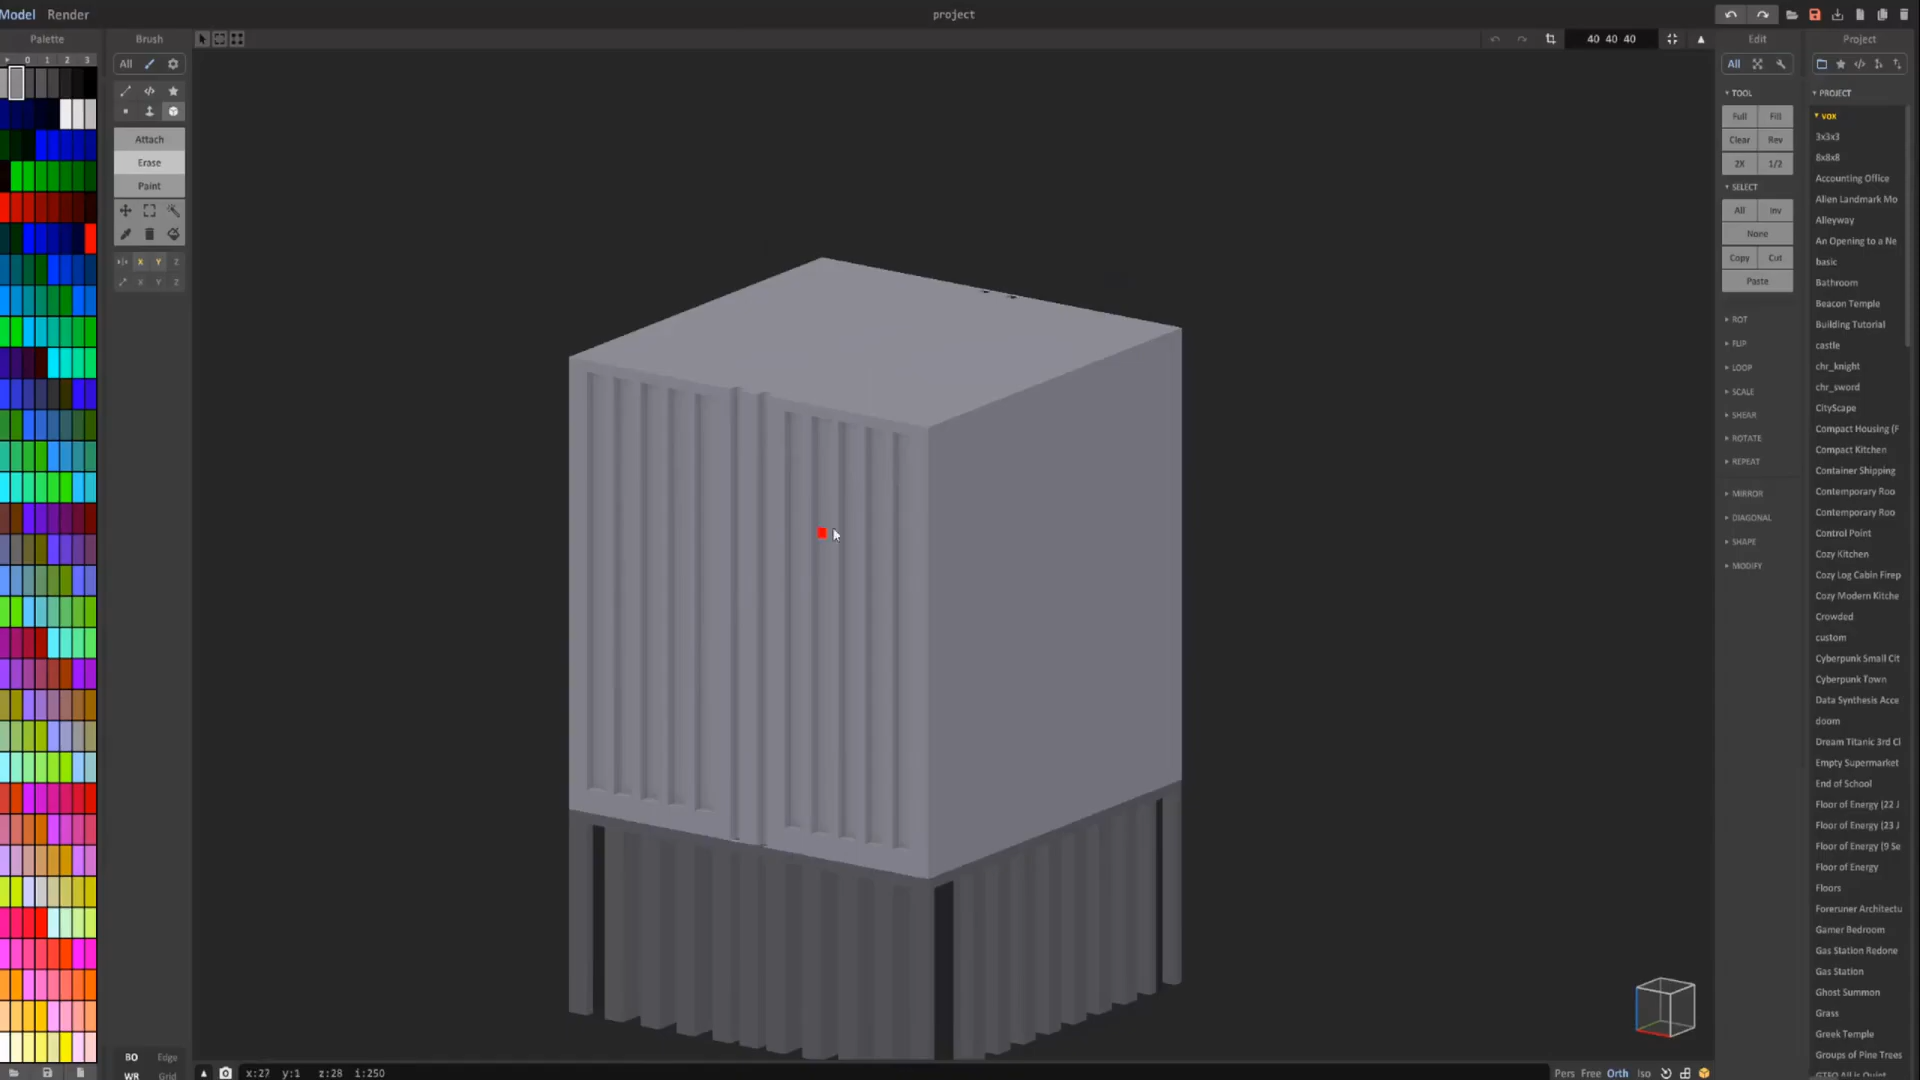 Model Render
project
Palette
Brush
40 40 40
Edit
Project
0 1 2 3
All
All
TOOL
PROJECT
Full Fill
vox
Clear Rev
3x3x3
Attach
8x8x8
Erase
2X 1/2
Accounting Office
Paint
SELECT
Alien Landmark Mo
All Inv
Alleyway
None
An Opening to a Ne
X Y Z
Copy Cut
basic
X Y Z
Paste
Bathroom
Beacon Temple
ROT
Building Tutorial
FLIP
castle
LOOP
chr_knight
SCALE
chr_sword
SHEAR
CityScape
ROTATE
Compact Housing (F
REPEAT
Compact Kitchen
Container Shipping
MIRROR
Contemporary Roo
DIAGONAL
Contemporary Roo
SHAPE
Control Point
MODIFY
Cozy Kitchen
Cozy Log Cabin Firep
Cozy Modern Kitche
Crowded
custom
Cyberpunk Small Cit
Cyberpunk Town
Data Synthesis Acce
doom
Dream Titanic 3rd Cl
Empty Supermarket
End of School
Floor of Energy (22 J
Floor of Energy (23 J
Floor of Energy (9 Se
Floor of Energy
Floors
Foreruner Architectu
Gamer Bedroom
Gas Station Redone
Gas Station
Ghost Summon
Grass
Greek Temple
Groups of Pine Trees
BO Edge
WR Grid
x:27 y:1 z:28 i:250
Pers Free Orth Iso